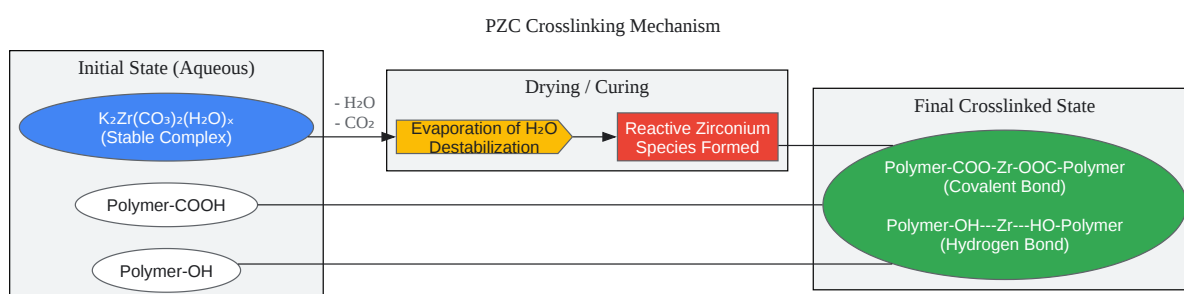 PZC Crosslinking Mechanism
Initial State (Aqueous)
K₂Zr(CO₃)₂(H₂O)ₓ
(Stable Complex)
Polymer-COOH
Polymer-OH
- H₂O
- CO₂
Drying / Curing
Evaporation of H₂O
Destabilization
Reactive Zirconium
Species Formed
Final Crosslinked State
Polymer-COO-Zr-OOC-Polymer
(Covalent Bond)
Polymer-OH---Zr---HO-Polymer
(Hydrogen Bond)